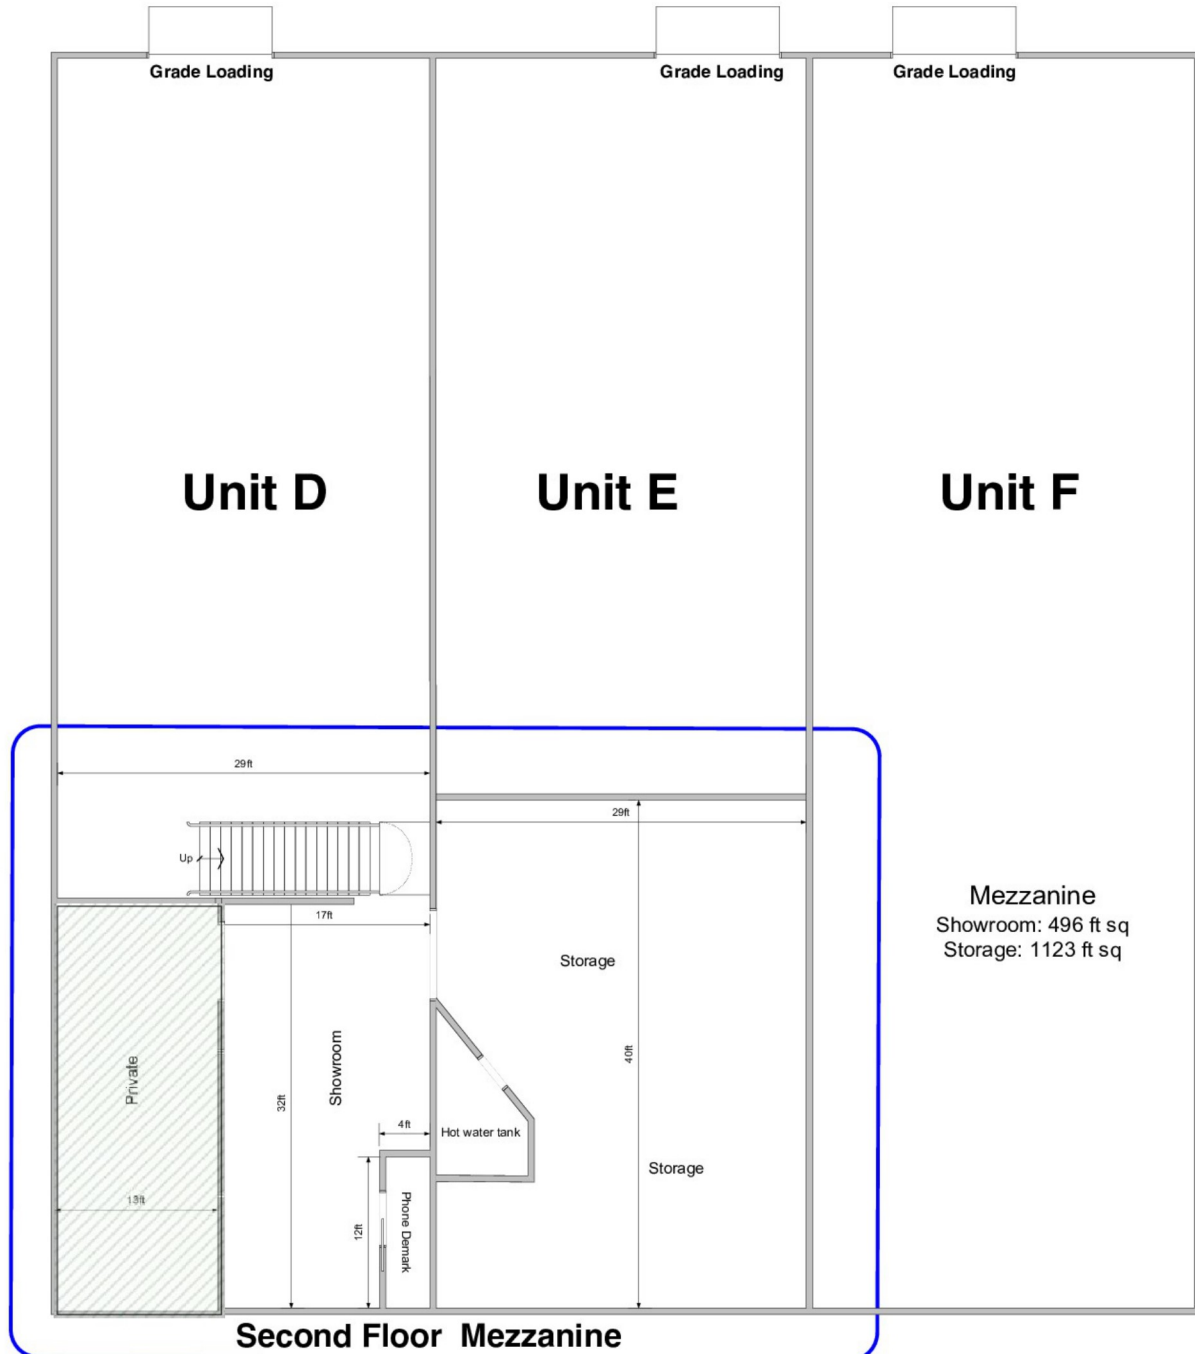 Grade Loading
Grade Loading
Grade Loading
Unit D
Unit E
Unit F
29ft
29ft
Up
17ft
Mezzanine
Showroom: 496 ft sq
Storage: 1123 ft sq
Storage
Showroom
Private
40ft
32ft
4ft
Hot water tank
Storage
13ft
12ft
Phone Demark
Second Floor Mezzanine